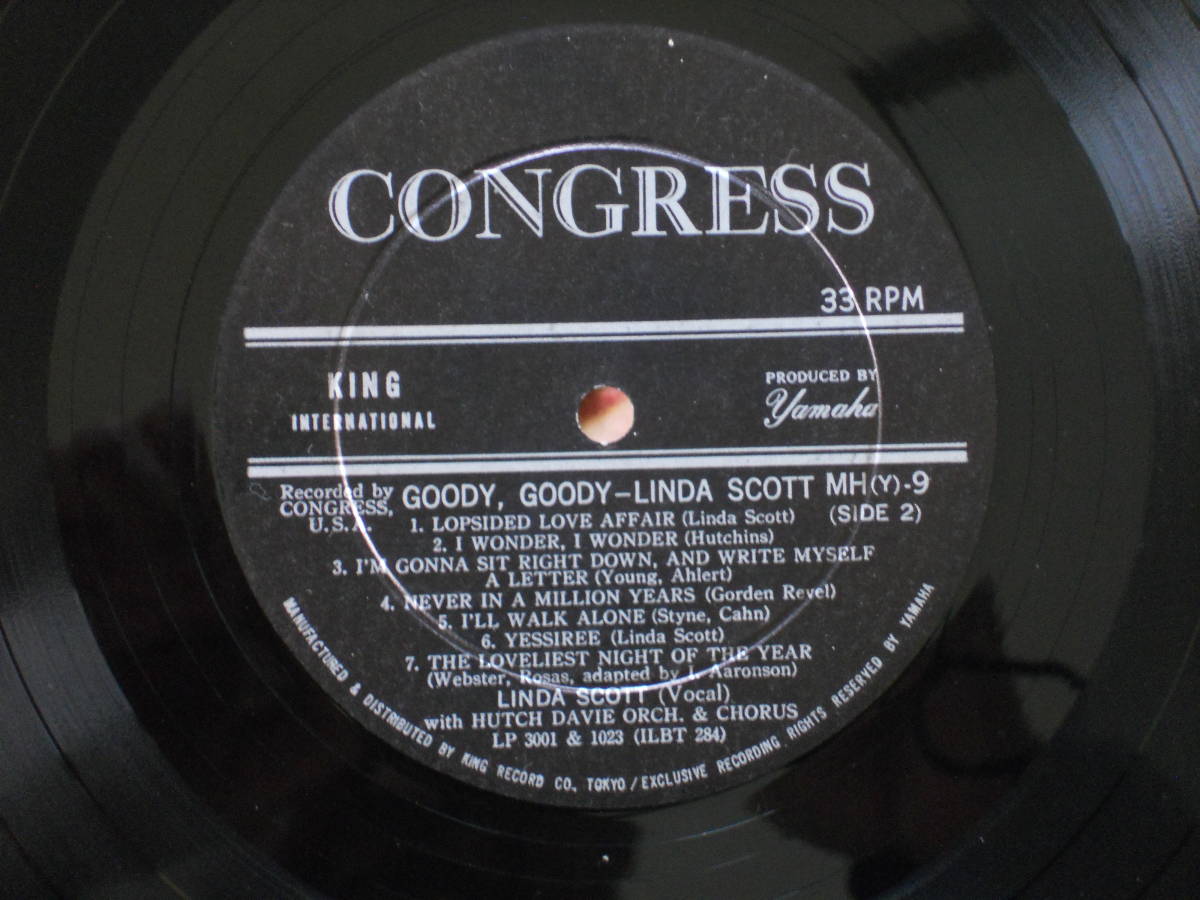 CONGRESS
33 RPM
KING
INTERNATIONAL
PRODUCED BY
Yamaha
Recorded by
CONGRESS,
U.S.A.
GOODY, GOODY—LINDA SCOTT MH(Y)-9
(SIDE 2)
1. LOPSIDED LOVE AFFAIR (Linda Scott)
2. I WONDER, I WONDER (Hutchins)
3. I'M GONNA SIT RIGHT DOWN, AND WRITE MYSELF
A LETTER (Young, Ahlert)
4. NEVER IN A MILLION YEARS (Gorden Revel)
5. I'LL WALK ALONE (Styne, Cahn)
6. YESSIREE (Linda Scott)
7. THE LOVELIEST NIGHT OF THE YEAR
(Webster, Rosas, adapted by I. Aaronson)
LINDA SCOTT (Vocal)
with HUTCH DAVIE ORCH. & CHORUS
LP 3001 & 1023 (ILBT 284)
MANUFACTURED & DISTRIBUTED BY KING RECORD CO., TOKYO / EXCLUSIVE RECORDING RIGHTS RESERVED BY YAMAHA